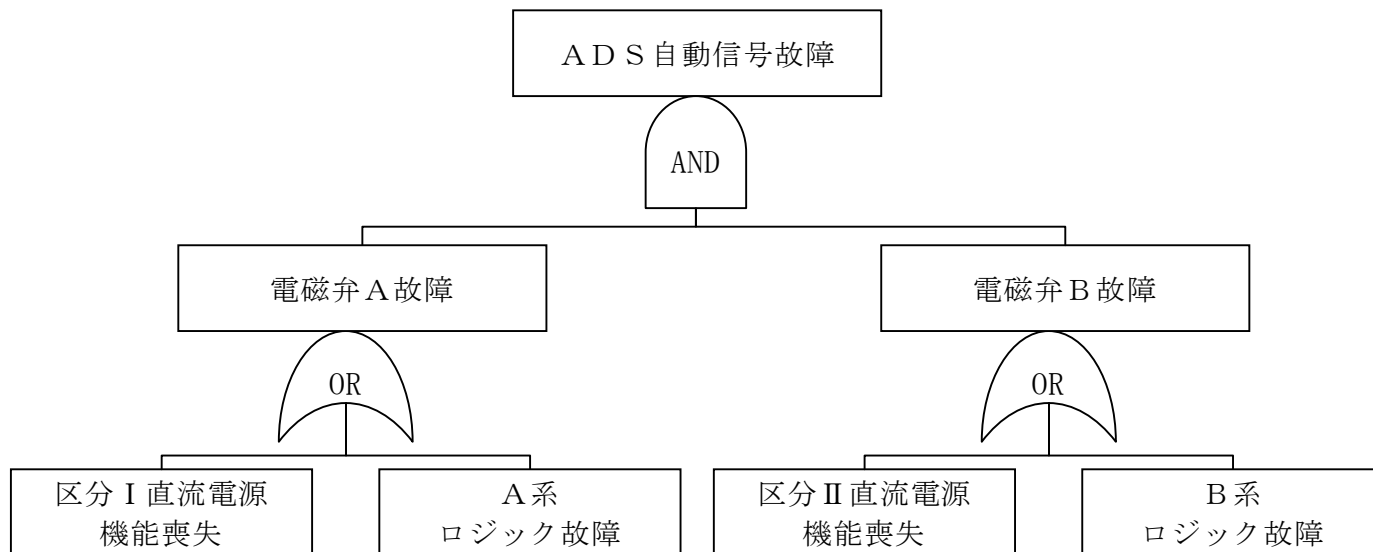 ＡＤＳ自動信号故障
AND
電磁弁Ａ故障
電磁弁Ｂ故障
OR
OR
区分Ⅰ直流電源
機能喪失
Ａ系
ロジック故障
区分Ⅱ直流電源
機能喪失
Ｂ系
ロジック故障